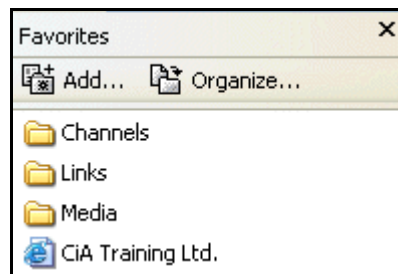 Favorites
Add... Organize...
Channels
Links
Media
CiA Training Ltd.